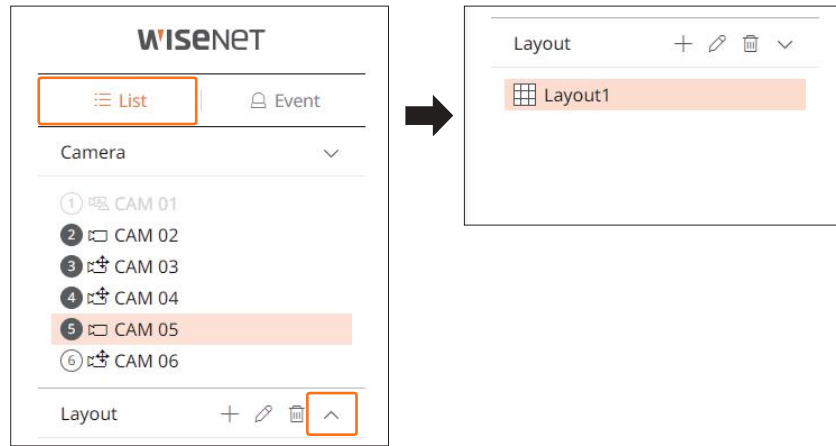 WISENET
List
Event
Camera
1 CAM 01
2 CAM 02
3 CAM 03
4 CAM 04
5 CAM 05
6 CAM 06
Layout
Layout
Layout1